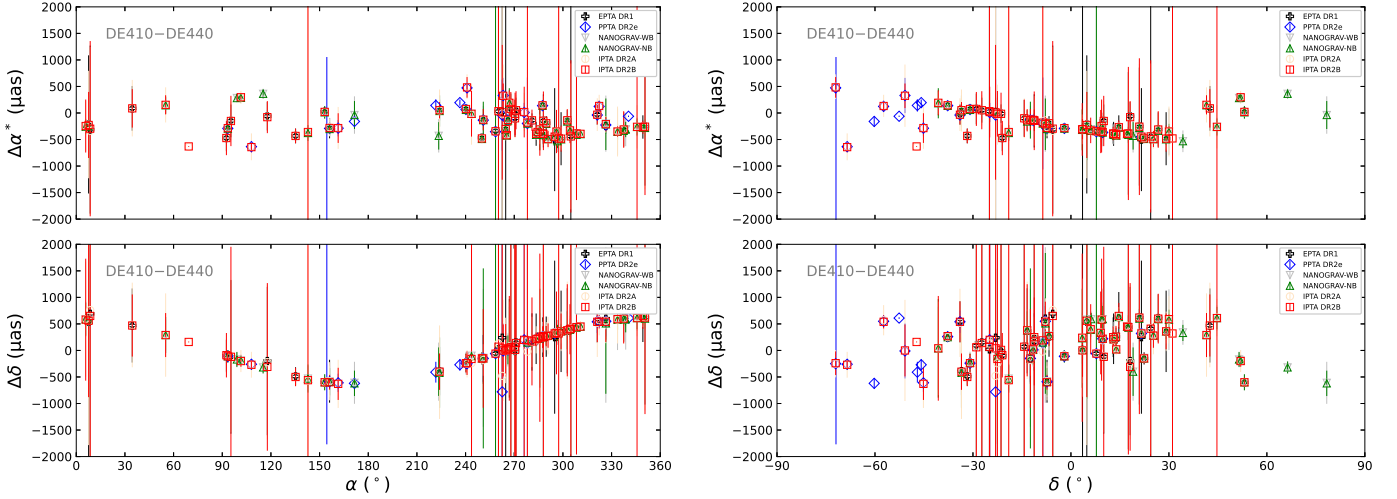 2000
1500
1000
500
0
−500
−1000
−1500
−2000
Δα* (µas)
DE410−DE440
EPTA DR1
PPTA DR2e
NANOGRAV-WB
NANOGRAV-NB
IPTA DR2A
IPTA DR2B
2000
1500
1000
500
0
−500
−1000
−1500
−2000
Δα* (µas)
DE410−DE440
EPTA DR1
PPTA DR2e
NANOGRAV-WB
NANOGRAV-NB
IPTA DR2A
IPTA DR2B
2000
1500
1000
500
0
−500
−1000
−1500
−2000
Δδ (µas)
DE410−DE440
EPTA DR1
PPTA DR2e
NANOGRAV-WB
NANOGRAV-NB
IPTA DR2A
IPTA DR2B
0 30 60 90 120 150 180 210 240 270 300 330 360
α (°)
2000
1500
1000
500
0
−500
−1000
−1500
−2000
Δδ (µas)
DE410−DE440
EPTA DR1
PPTA DR2e
NANOGRAV-WB
NANOGRAV-NB
IPTA DR2A
IPTA DR2B
−90 −60 −30 0 30 60 90
δ (°)